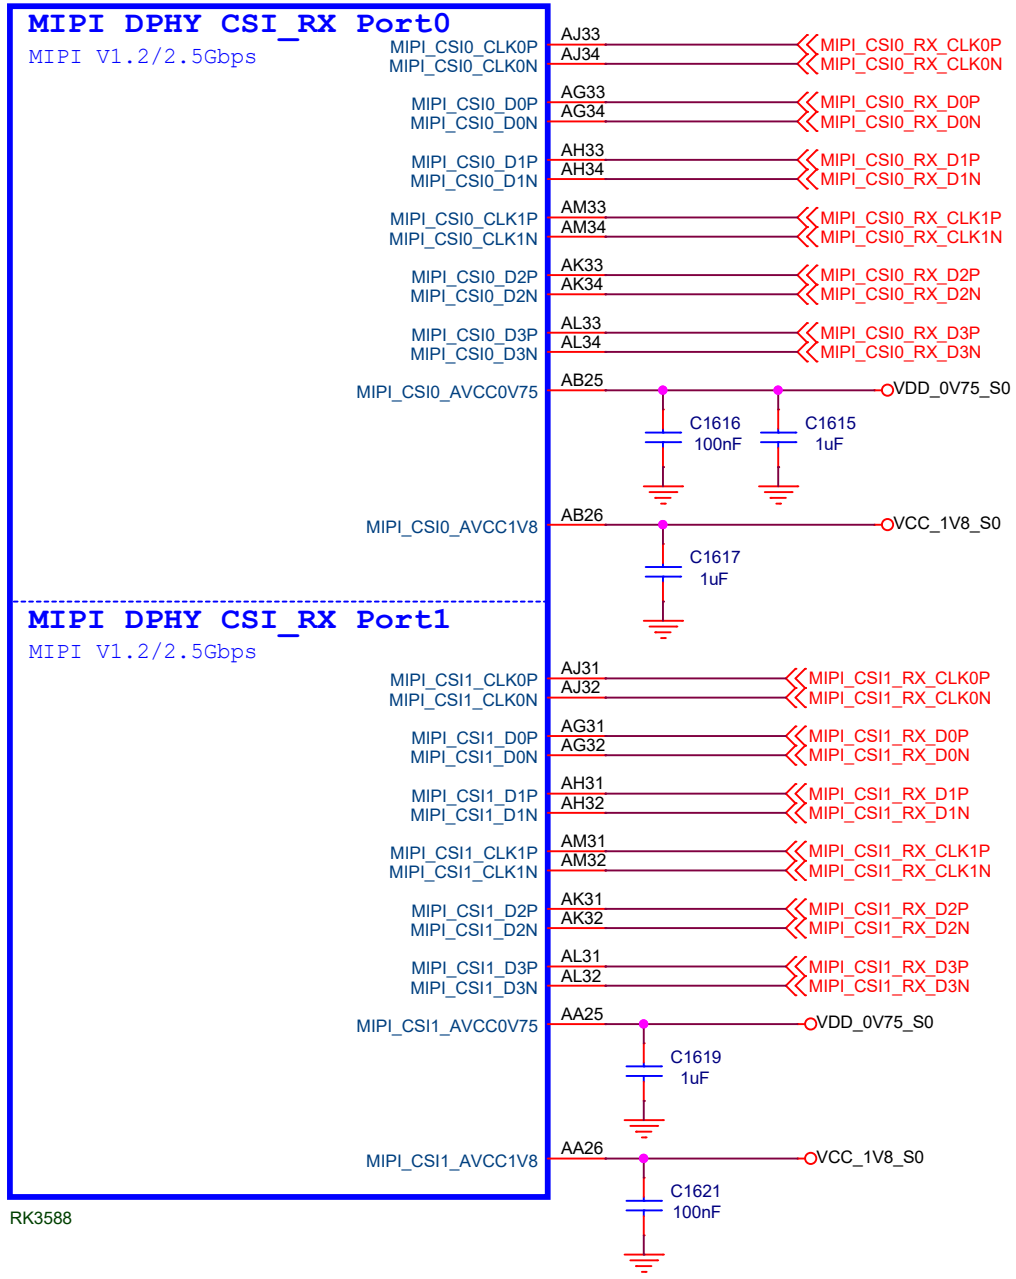 MIPI DPHY CSI_RX Port0
MIPI V1.2/2.5Gbps
MIPI_CSI0_CLK0P AJ33 MIPI_CSI0_RX_CLK0P
MIPI_CSI0_CLK0N AJ34 MIPI_CSI0_RX_CLK0N
MIPI_CSI0_D0P AG33 MIPI_CSI0_RX_D0P
MIPI_CSI0_D0N AG34 MIPI_CSI0_RX_D0N
MIPI_CSI0_D1P AH33 MIPI_CSI0_RX_D1P
MIPI_CSI0_D1N AH34 MIPI_CSI0_RX_D1N
MIPI_CSI0_CLK1P AM33 MIPI_CSI0_RX_CLK1P
MIPI_CSI0_CLK1N AM34 MIPI_CSI0_RX_CLK1N
MIPI_CSI0_D2P AK33 MIPI_CSI0_RX_D2P
MIPI_CSI0_D2N AK34 MIPI_CSI0_RX_D2N
MIPI_CSI0_D3P AL33 MIPI_CSI0_RX_D3P
MIPI_CSI0_D3N AL34 MIPI_CSI0_RX_D3N
MIPI_CSI0_AVCC0V75 AB25 VDD_0V75_S0
C1616 C1615
100nF 1uF
MIPI_CSI0_AVCC1V8 AB26 VCC_1V8_S0
C1617
1uF
MIPI DPHY CSI_RX Port1
MIPI V1.2/2.5Gbps
MIPI_CSI1_CLK0P AJ31 MIPI_CSI1_RX_CLK0P
MIPI_CSI1_CLK0N AJ32 MIPI_CSI1_RX_CLK0N
MIPI_CSI1_D0P AG31 MIPI_CSI1_RX_D0P
MIPI_CSI1_D0N AG32 MIPI_CSI1_RX_D0N
MIPI_CSI1_D1P AH31 MIPI_CSI1_RX_D1P
MIPI_CSI1_D1N AH32 MIPI_CSI1_RX_D1N
MIPI_CSI1_CLK1P AM31 MIPI_CSI1_RX_CLK1P
MIPI_CSI1_CLK1N AM32 MIPI_CSI1_RX_CLK1N
MIPI_CSI1_D2P AK31 MIPI_CSI1_RX_D2P
MIPI_CSI1_D2N AK32 MIPI_CSI1_RX_D2N
MIPI_CSI1_D3P AL31 MIPI_CSI1_RX_D3P
MIPI_CSI1_D3N AL32 MIPI_CSI1_RX_D3N
MIPI_CSI1_AVCC0V75 AA25 VDD_0V75_S0
C1619
1uF
MIPI_CSI1_AVCC1V8 AA26 VCC_1V8_S0
C1621
100nF
RK3588